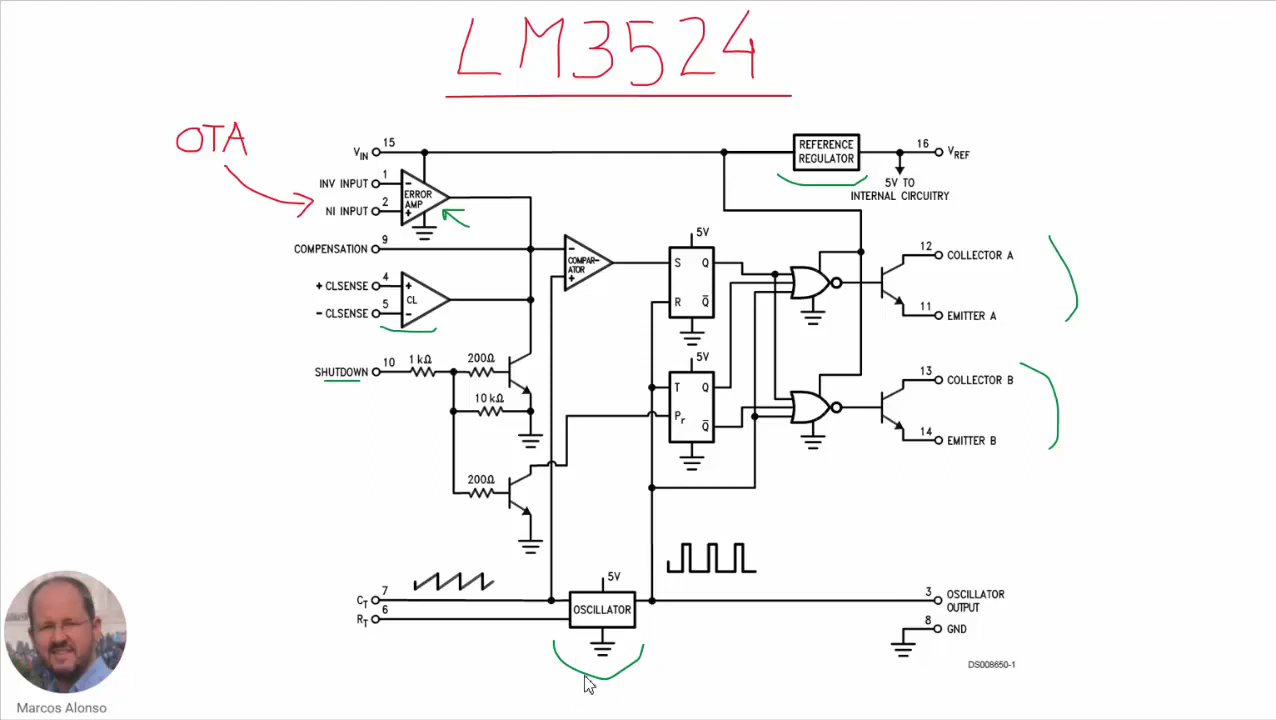 LM3524
OTA
VIN 15
REFERENCE
REGULATOR
16 VREF
5V TO
INTERNAL CIRCUITRY
INV INPUT 1
NI INPUT 2
-
ERROR
AMP
+
COMPENSATION 9
+ CLSENSE 4
- CLSENSE 5
+
CL
-
-
COMPAR-
ATOR
+
5V
S Q
R Q̅
12 COLLECTOR A
11 EMITTER A
SHUTDOWN 10
1 kΩ
200Ω
10 kΩ
200Ω
5V
T Q
Pr Q̅
13 COLLECTOR B
14 EMITTER B
CT 7
RT 6
5V
OSCILLATOR
3 OSCILLATOR
OUTPUT
8 GND
DS008650-1
Marcos Alonso